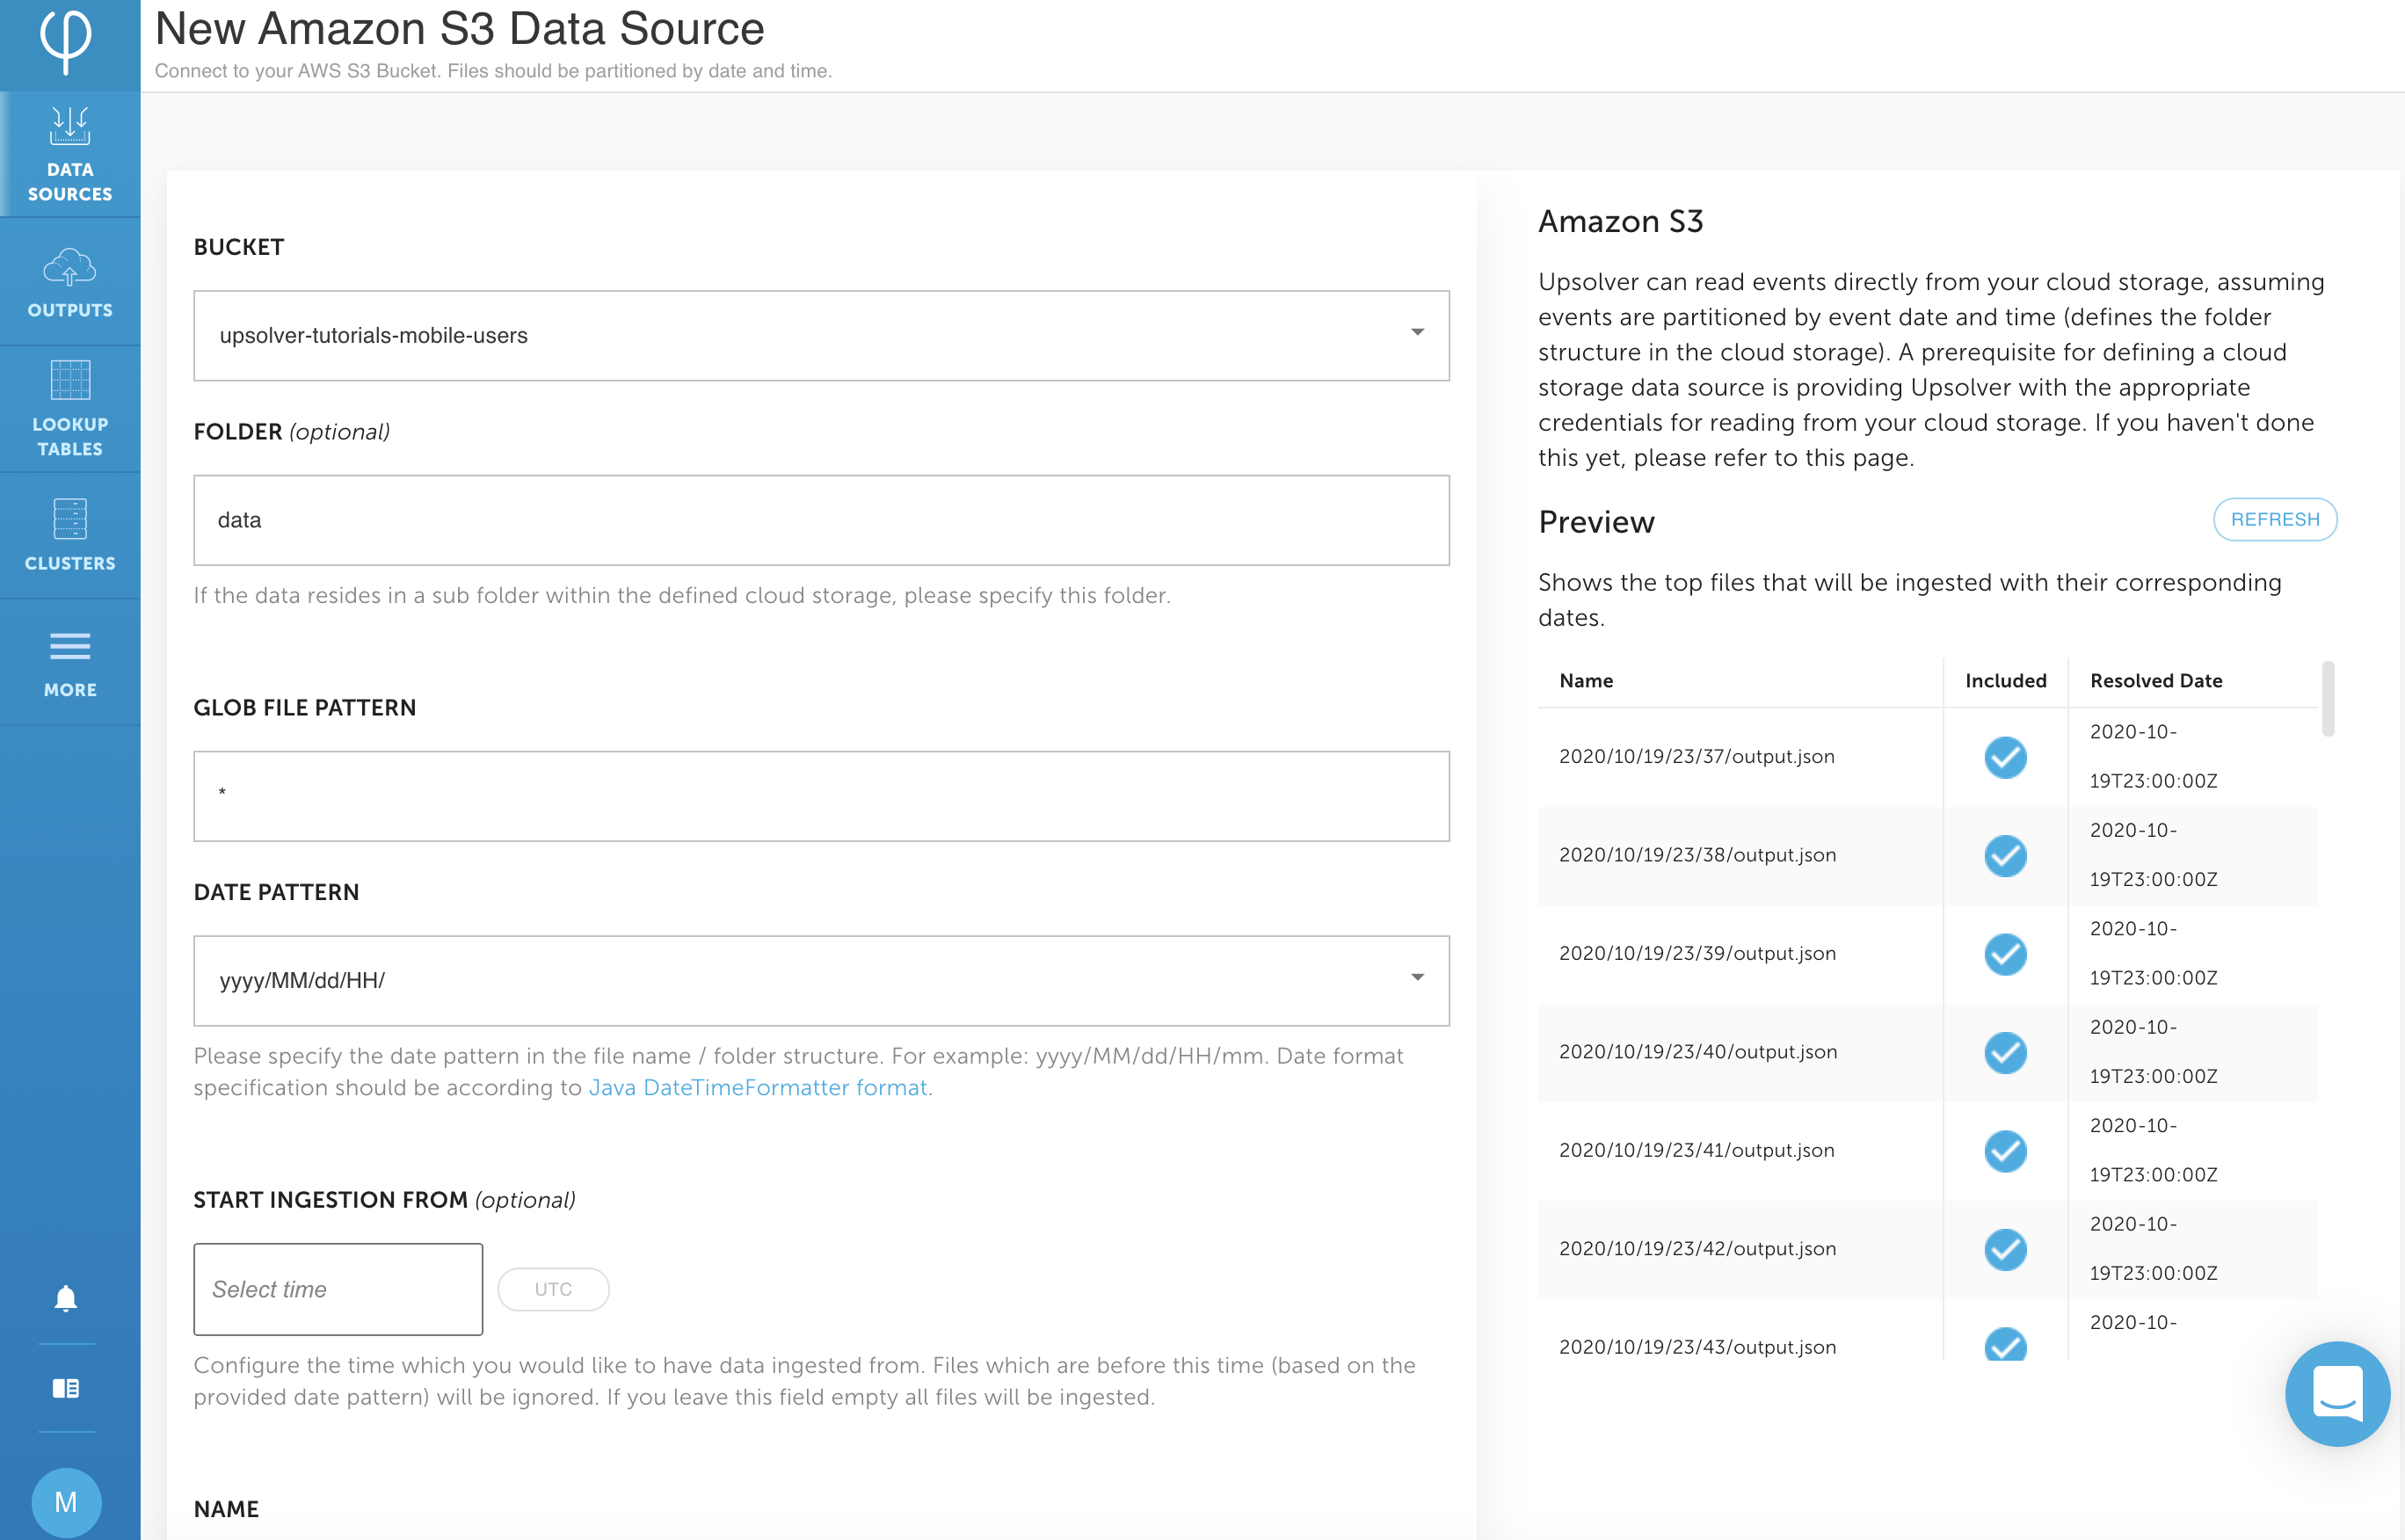 New Amazon S3 Data Source
Connect to your AWS S3 Bucket. Files should be partitioned by date and time.
DATA
SOURCES
OUTPUTS
LOOKUP
TABLES
CLUSTERS
MORE
M
BUCKET
upsolver-tutorials-mobile-users
FOLDER (optional)
data
If the data resides in a sub folder within the defined cloud storage, please specify this folder.
GLOB FILE PATTERN
*
DATE PATTERN
yyyy/MM/dd/HH/
Please specify the date pattern in the file name / folder structure. For example: yyyy/MM/dd/HH/mm. Date format
specification should be according to Java DateTimeFormatter format.
START INGESTION FROM (optional)
Select time
UTC
Configure the time which you would like to have data ingested from. Files which are before this time (based on the
provided date pattern) will be ignored. If you leave this field empty all files will be ingested.
NAME
Amazon S3
Upsolver can read events directly from your cloud storage, assuming
events are partitioned by event date and time (defines the folder
structure in the cloud storage). A prerequisite for defining a cloud
storage data source is providing Upsolver with the appropriate
credentials for reading from your cloud storage. If you haven't done
this yet, please refer to this page.
Preview
REFRESH
Shows the top files that will be ingested with their corresponding
dates.
Name Included Resolved Date
2020/10/19/23/37/output.json 2020-10-
19T23:00:00Z
2020/10/19/23/38/output.json 2020-10-
19T23:00:00Z
2020/10/19/23/39/output.json 2020-10-
19T23:00:00Z
2020/10/19/23/40/output.json 2020-10-
19T23:00:00Z
2020/10/19/23/41/output.json 2020-10-
19T23:00:00Z
2020/10/19/23/42/output.json 2020-10-
19T23:00:00Z
2020/10/19/23/43/output.json 2020-10-